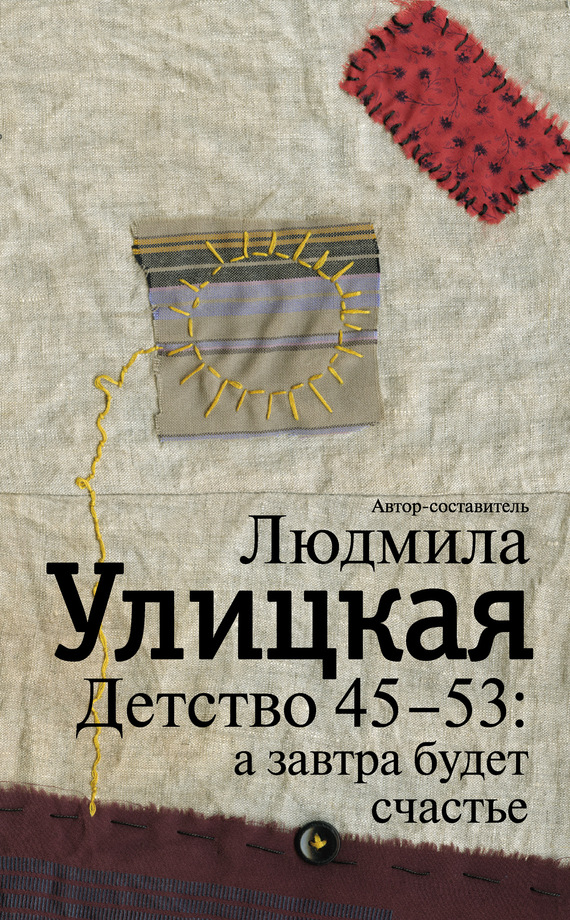 Автор-составитель
Людмила
Улицкая
Детство 45–53:
а завтра будет
счастье